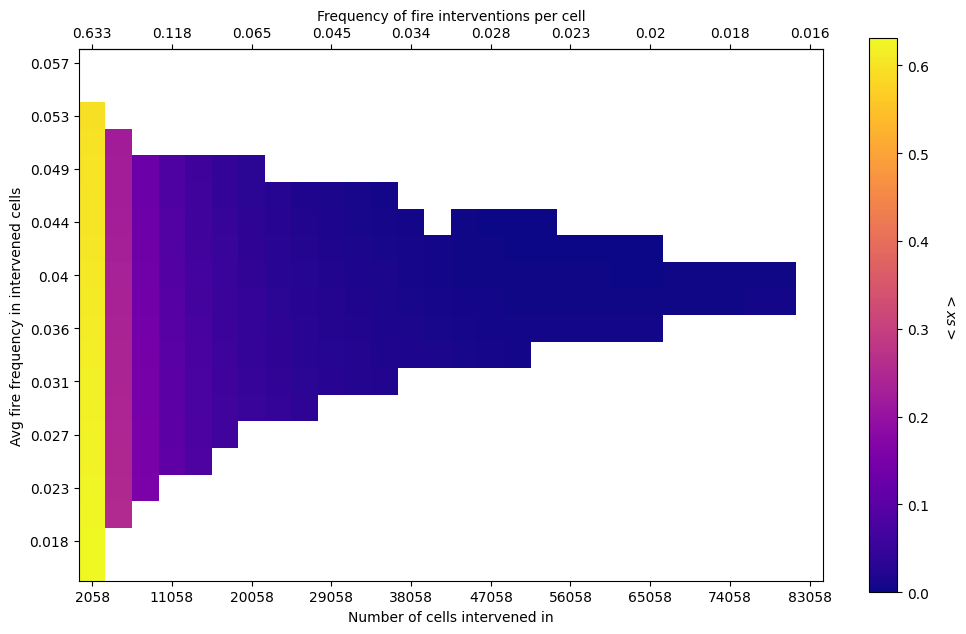 Frequency of fire interventions per cell
0.633 0.118 0.065 0.045 0.034 0.028 0.023 0.02 0.018 0.016
Avg fire frequency in intervened cells
0.057
0.053
0.049
0.044
0.04
0.036
0.031
0.027
0.023
0.018
2058 11058 20058 29058 38058 47058 56058 65058 74058 83058
Number of cells intervened in
0.6
0.5
0.4
0.3
0.2
0.1
0.0
< xs >